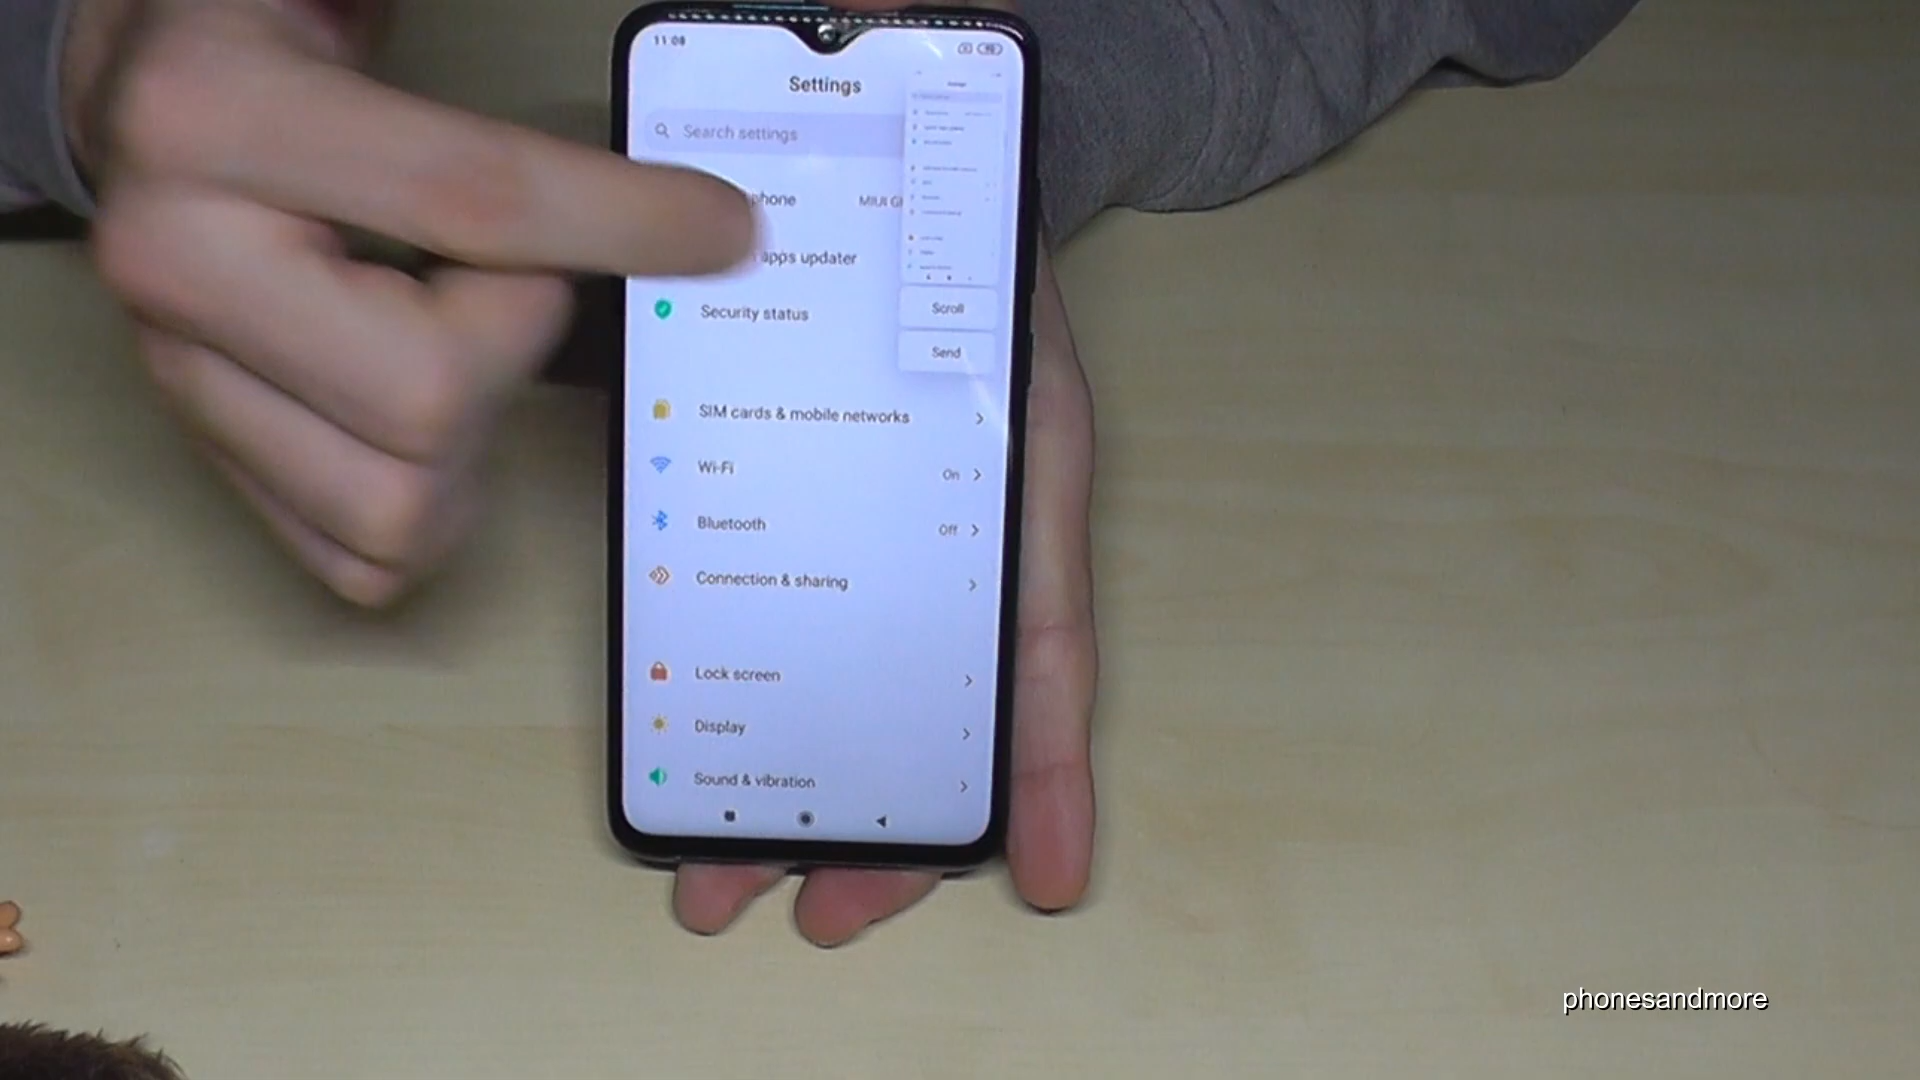 11:08
Settings
Search settings
phone MIUI
apps updater
Security status
Scroll
Send
SIM cards & mobile networks
Wi-Fi On
Bluetooth Off
Connection & sharing
Lock screen
Display
Sound & vibration
phonesandmore